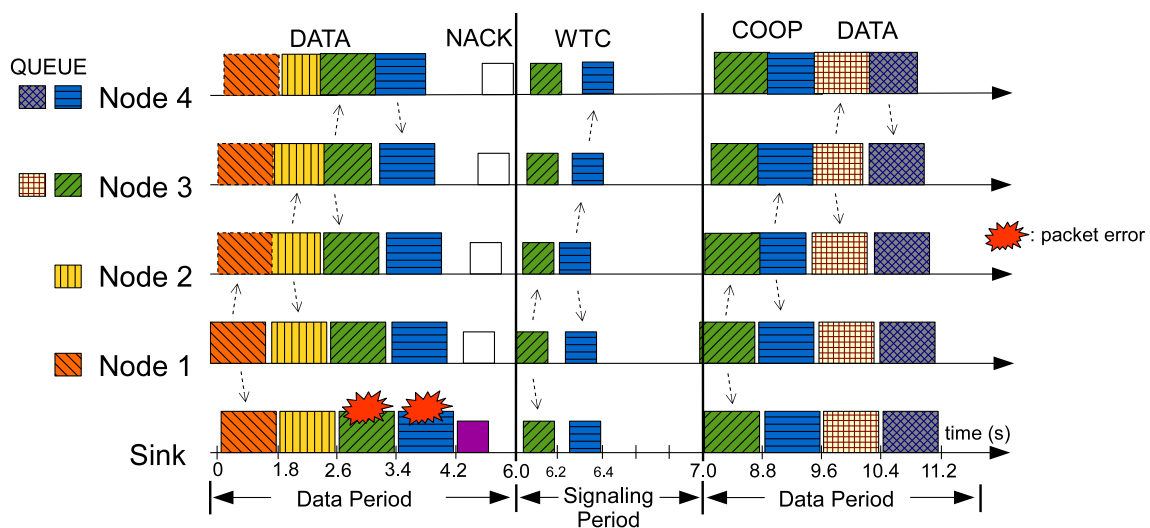 DATA
NACK
WTC
COOP
DATA
QUEUE
Node 4
Node 3
Node 2
Node 1
Sink
: packet error
time (s)
0
1.8
2.6
3.4
4.2
6.0
6.2
6.4
7.0
8.8
9.6
10.4
11.2
Data Period
Signaling
Period
Data Period